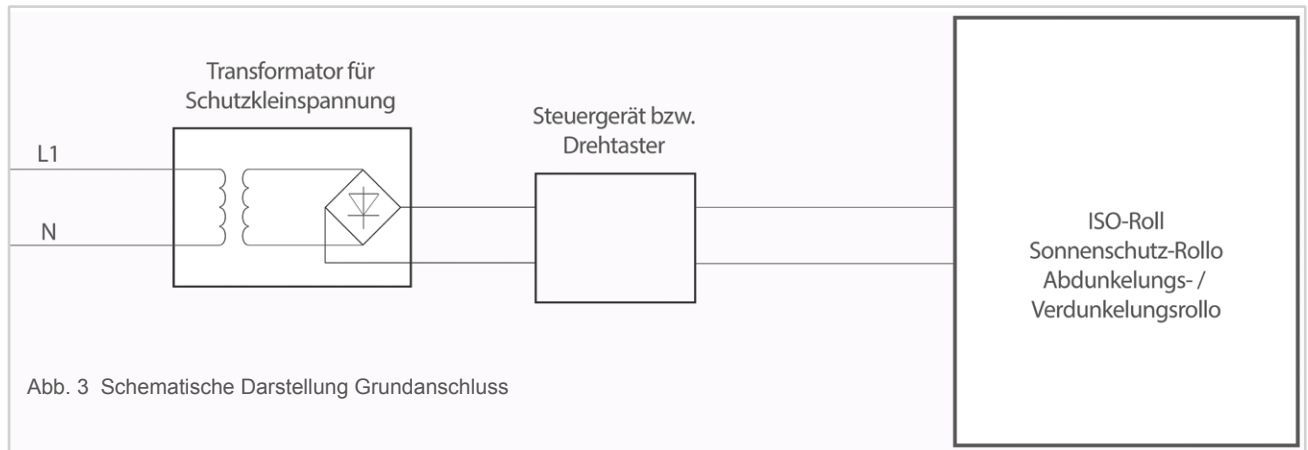 Transformator für
Schutzkleinspannung
Steuergerät bzw.
Drehtaster
L1
N
ISO-Roll
Sonnenschutz-Rollo
Abdunkelungs- /
Verdunkelungsrollo
Abb. 3 Schematische Darstellung Grundanschluss